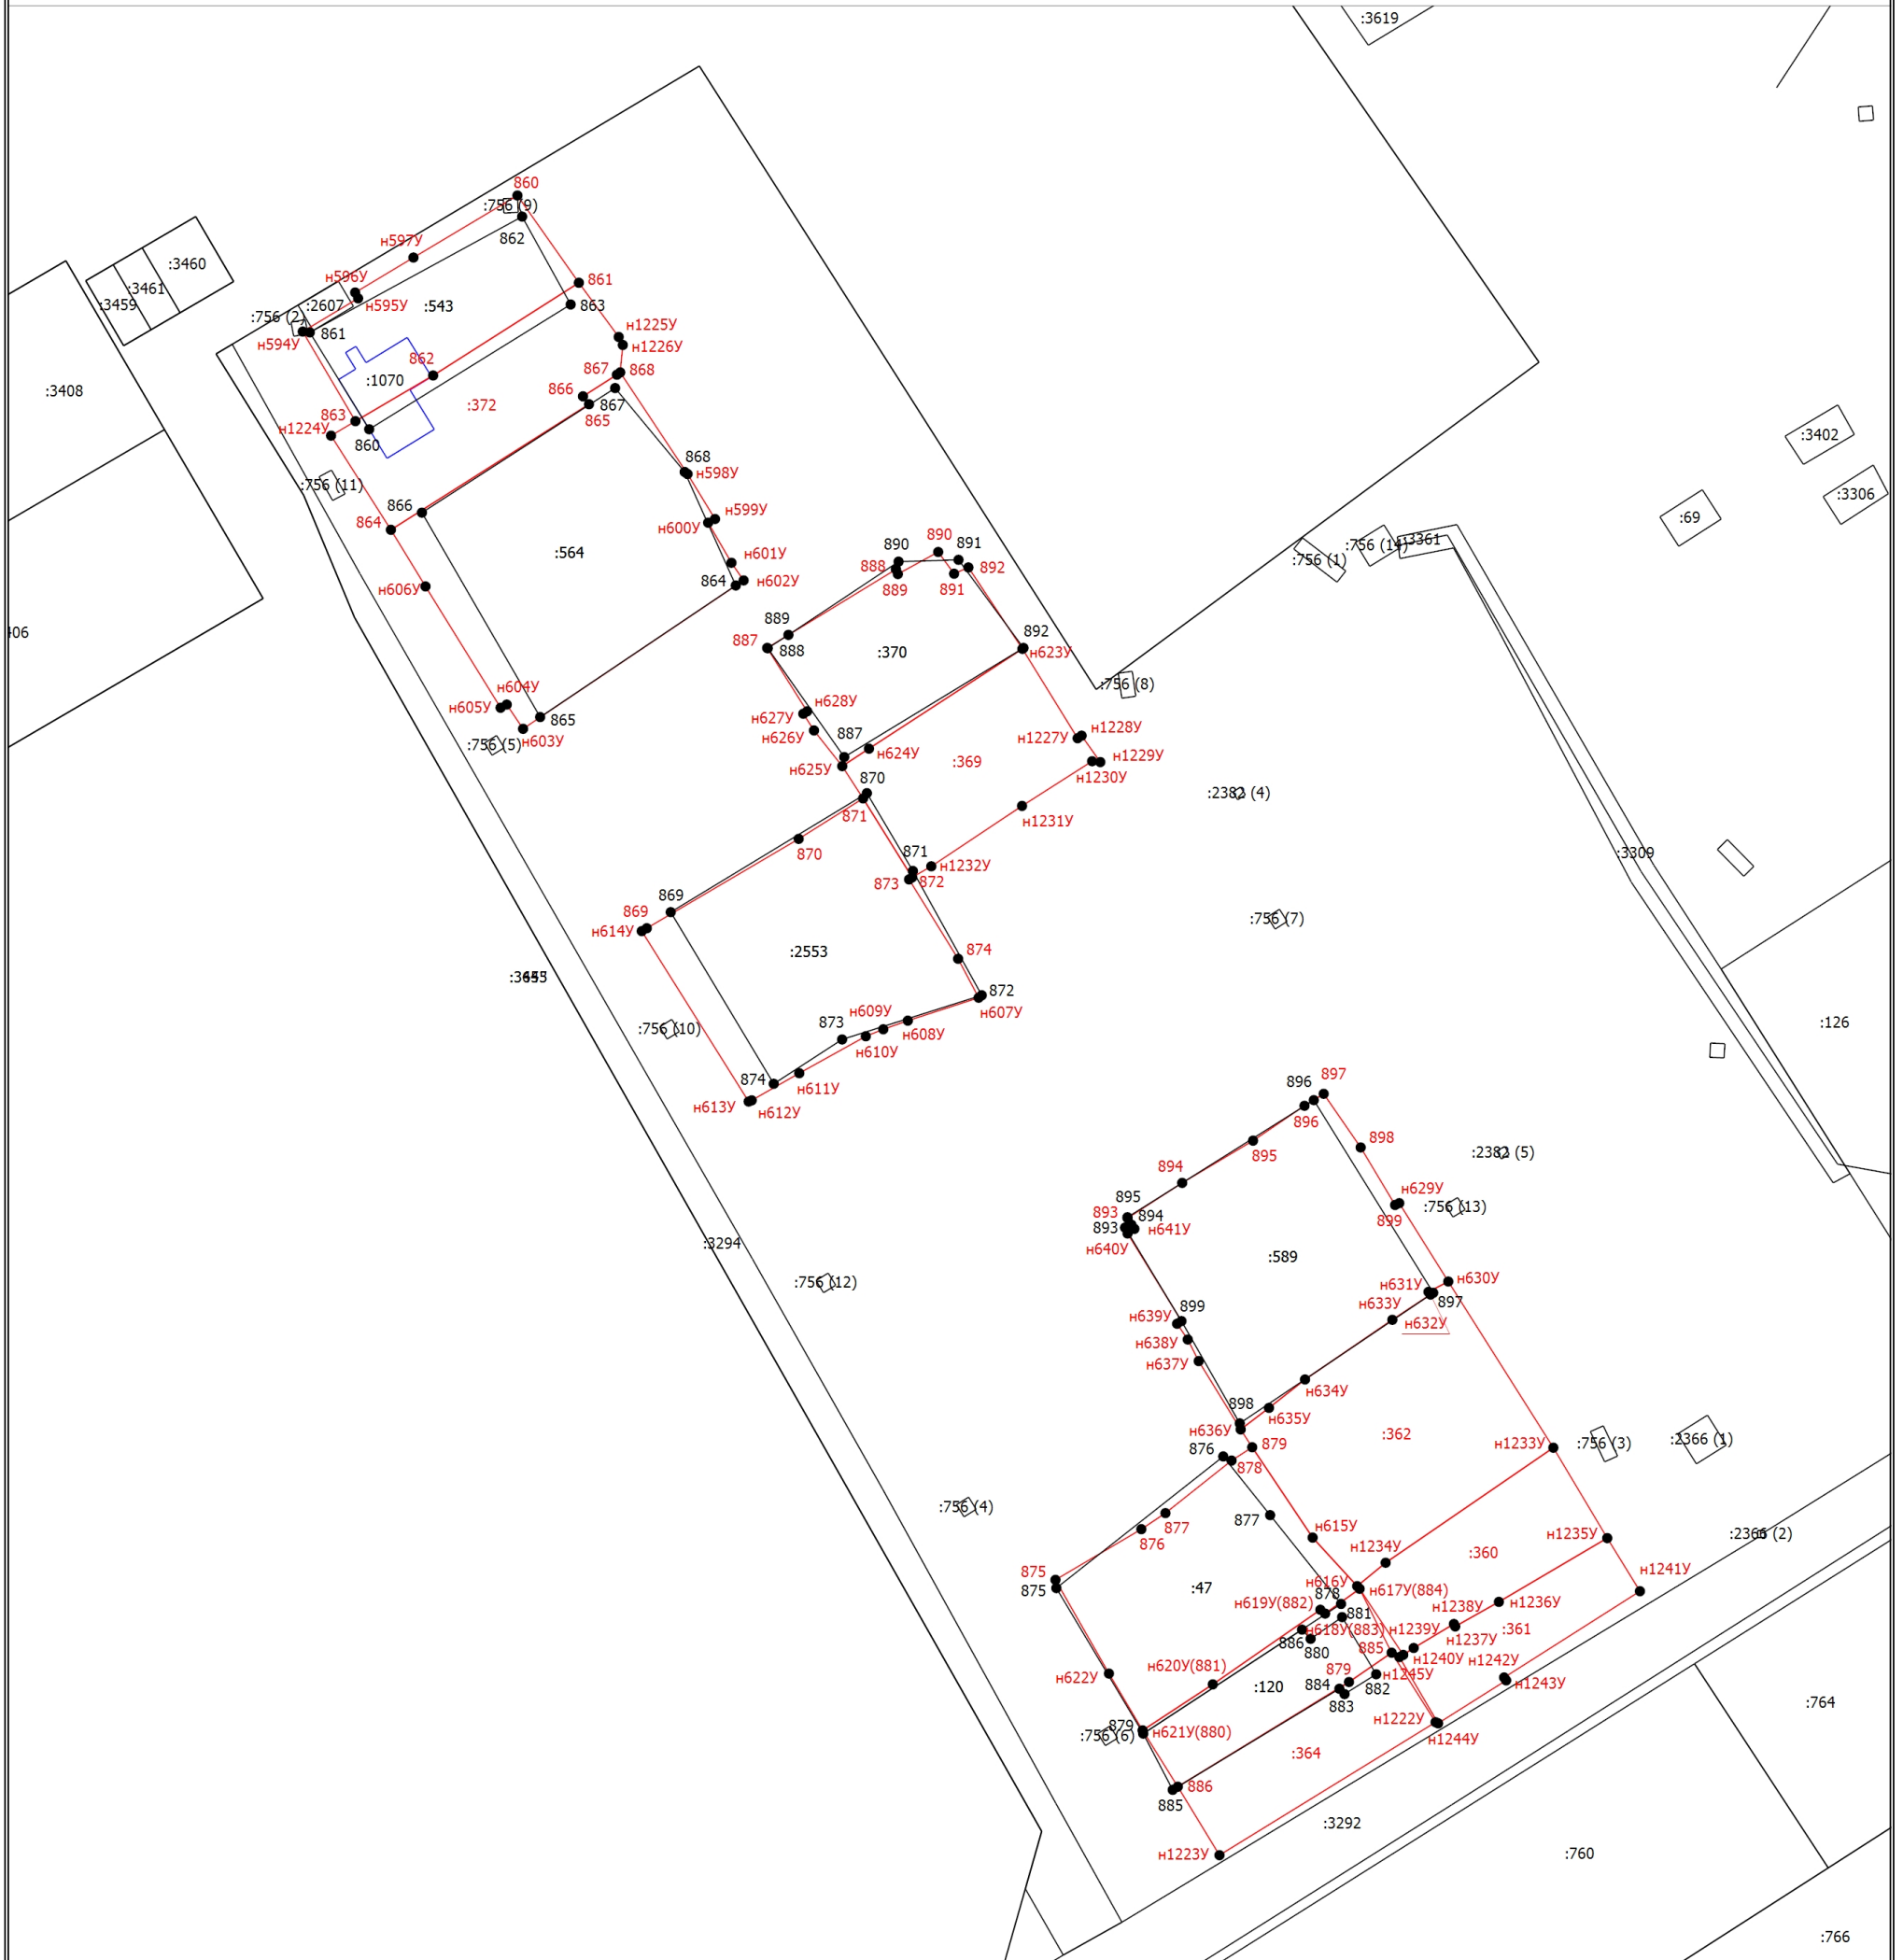 :3619
860
:756 (9)
862
н597У
:3460
:3461
:3459
н596У
н595У
:2607
:543
861
863
:756 (2)
861
н594У
н1225У
н1226У
862
:1070
867
868
866
867
865
:3408
:372
863
н1224У
860
:3402
:3306
:69
868
н598У
:756 (11)
866
864
н599У
н600У
:564
н601У
864
н602У
н606У
890
890
891
888
889
891
892
:756 (1)
:756 (14)
:3361
889
887
888
:370
892
н623У
:756 (8)
н604У
н605У
865
н603У
:756 (5)
н628У
н627У
н626У
887
н624У
н625У
н1227У
н1228У
н1229У
н1230У
:369
870
871
:2382 (4)
н1231У
870
871
н1232У
873
872
:3309
869
869
н614У
:756 (7)
:2553
874
872
н607У
:126
:756 (10)
н609У
873
н608У
н610У
874
н611У
н613У
н612У
897
896
896
898
895
894
:2382 (5)
н629У
899
:756 (13)
895
893
894
893
н641У
н640У
:3294
:589
:756 (12)
н630У
н631У
897
н633У
н632У
899
н639У
н638У
н637У
н634У
898
н635У
н636У
:362
876
879
878
н1233У
:756 (3)
:2366 (1)
:756 (4)
877
877
876
н615У
н1235У
:2366 (2)
н1234У
:360
875
875
:47
н616У
н617У(884)
878
н619У(882)
881
н618У(883)
886
880
н1241У
н1236У
н1238У
н1237У
:361
н1239У
885
н1240У
н1242У
н1243У
н1245У
н622У
н620У(881)
879
884
882
883
:120
879
н621У(880)
:756 (6)
н1222У
н1244У
:764
:364
886
885
:3292
н1223У
:760
:766